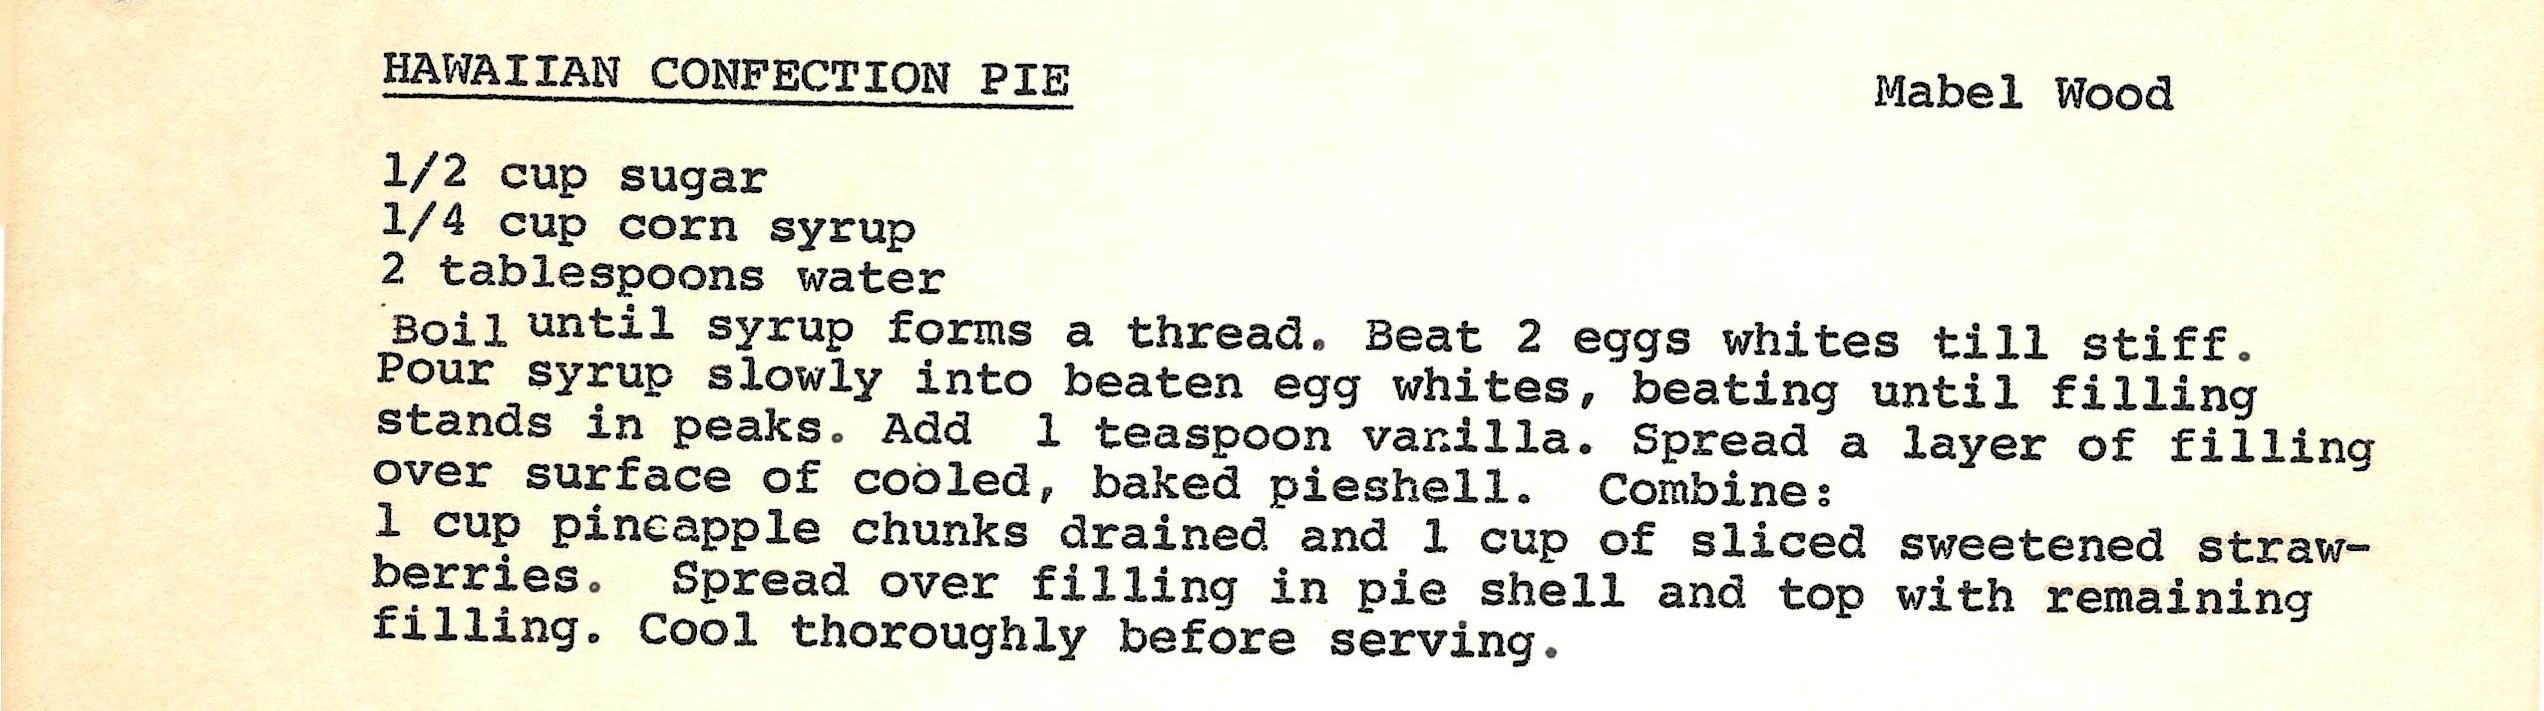 HAWAIIAN CONFECTION PIE Mabel Wood
1/2 cup sugar
1/4 cup corn syrup
2 tablespoons water
Boil until syrup forms a thread. Beat 2 eggs whites till stiff.
Pour syrup slowly into beaten egg whites, beating until filling
stands in peaks. Add 1 teaspoon vanilla. Spread a layer of filling
over surface of cooled, baked pieshell. Combine:
1 cup pineapple chunks drained and 1 cup of sliced sweetened straw-
berries. Spread over filling in pie shell and top with remaining
filling. Cool thoroughly before serving.